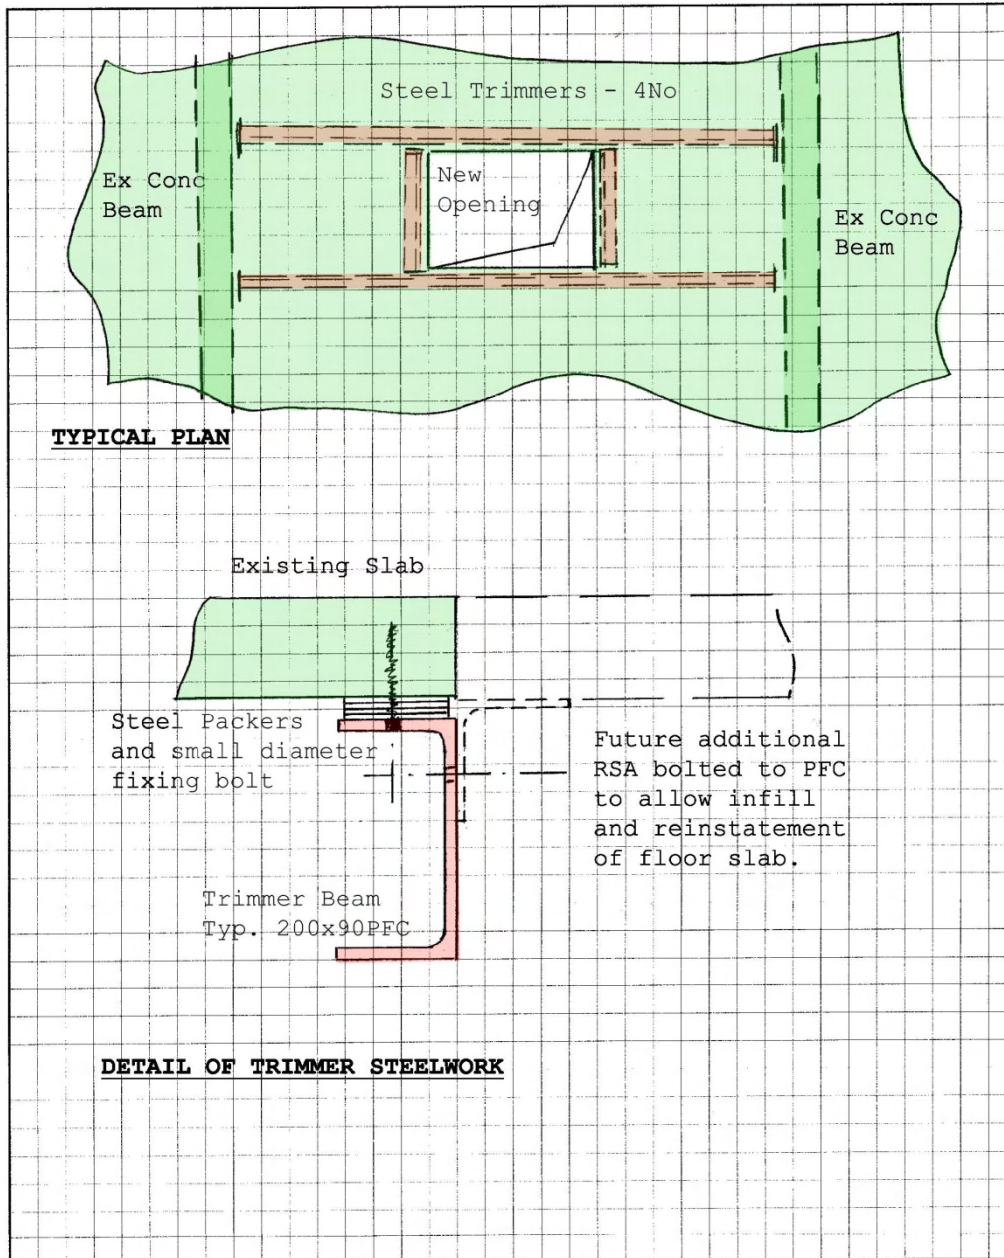 Steel Trimmers - 4No
Ex Conc
Beam
New
Opening
Ex Conc
Beam
TYPICAL PLAN
Existing Slab
Steel Packers
and small diameter
fixing bolt
Future additional
RSA bolted to PFC
to allow infill
and reinstatement
of floor slab.
Trimmer Beam
Typ. 200x90PFC
DETAIL OF TRIMMER STEELWORK